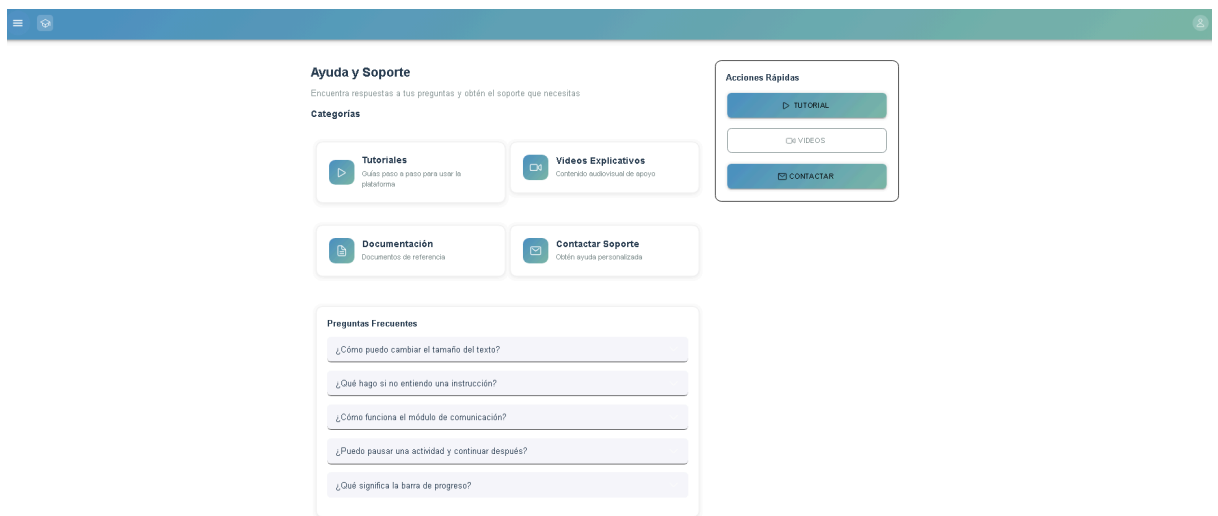 Ayuda y Soporte
Encuentra respuestas a tus preguntas y obtén el soporte que necesitas
Categorías
Tutoriales
Guías paso a paso para usar la
plataforma
Videos Explicativos
Contenido audiovisual de apoyo
Documentación
Documentos de referencia
Contactar Soporte
Obtén ayuda personalizada
Preguntas Frecuentes
¿Cómo puedo cambiar el tamaño del texto?
¿Qué hago si no entiendo una instrucción?
¿Cómo funciona el módulo de comunicación?
¿Puedo pausar una actividad y continuar después?
¿Qué significa la barra de progreso?
Acciones Rápidas
TUTORIAL
VIDEOS
CONTACTAR